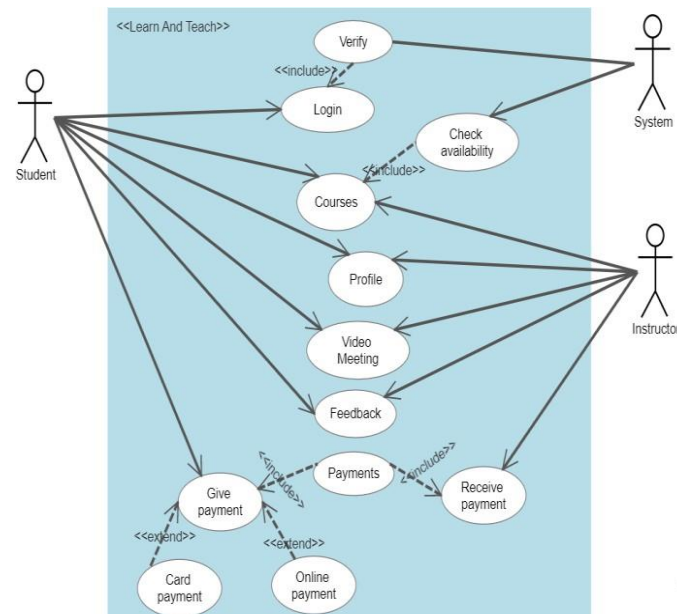 <<Learn And Teach>>
Verify
<<include>>
Login
System
Check
availability
Student
<<include>>
Courses
Profile
Instructor
Video
Meeting
Feedback
Payments
<<include>>
<<include>>
Give
payment
Receive
payment
<<extend>>
<<extend>>
Card
payment
Online
payment